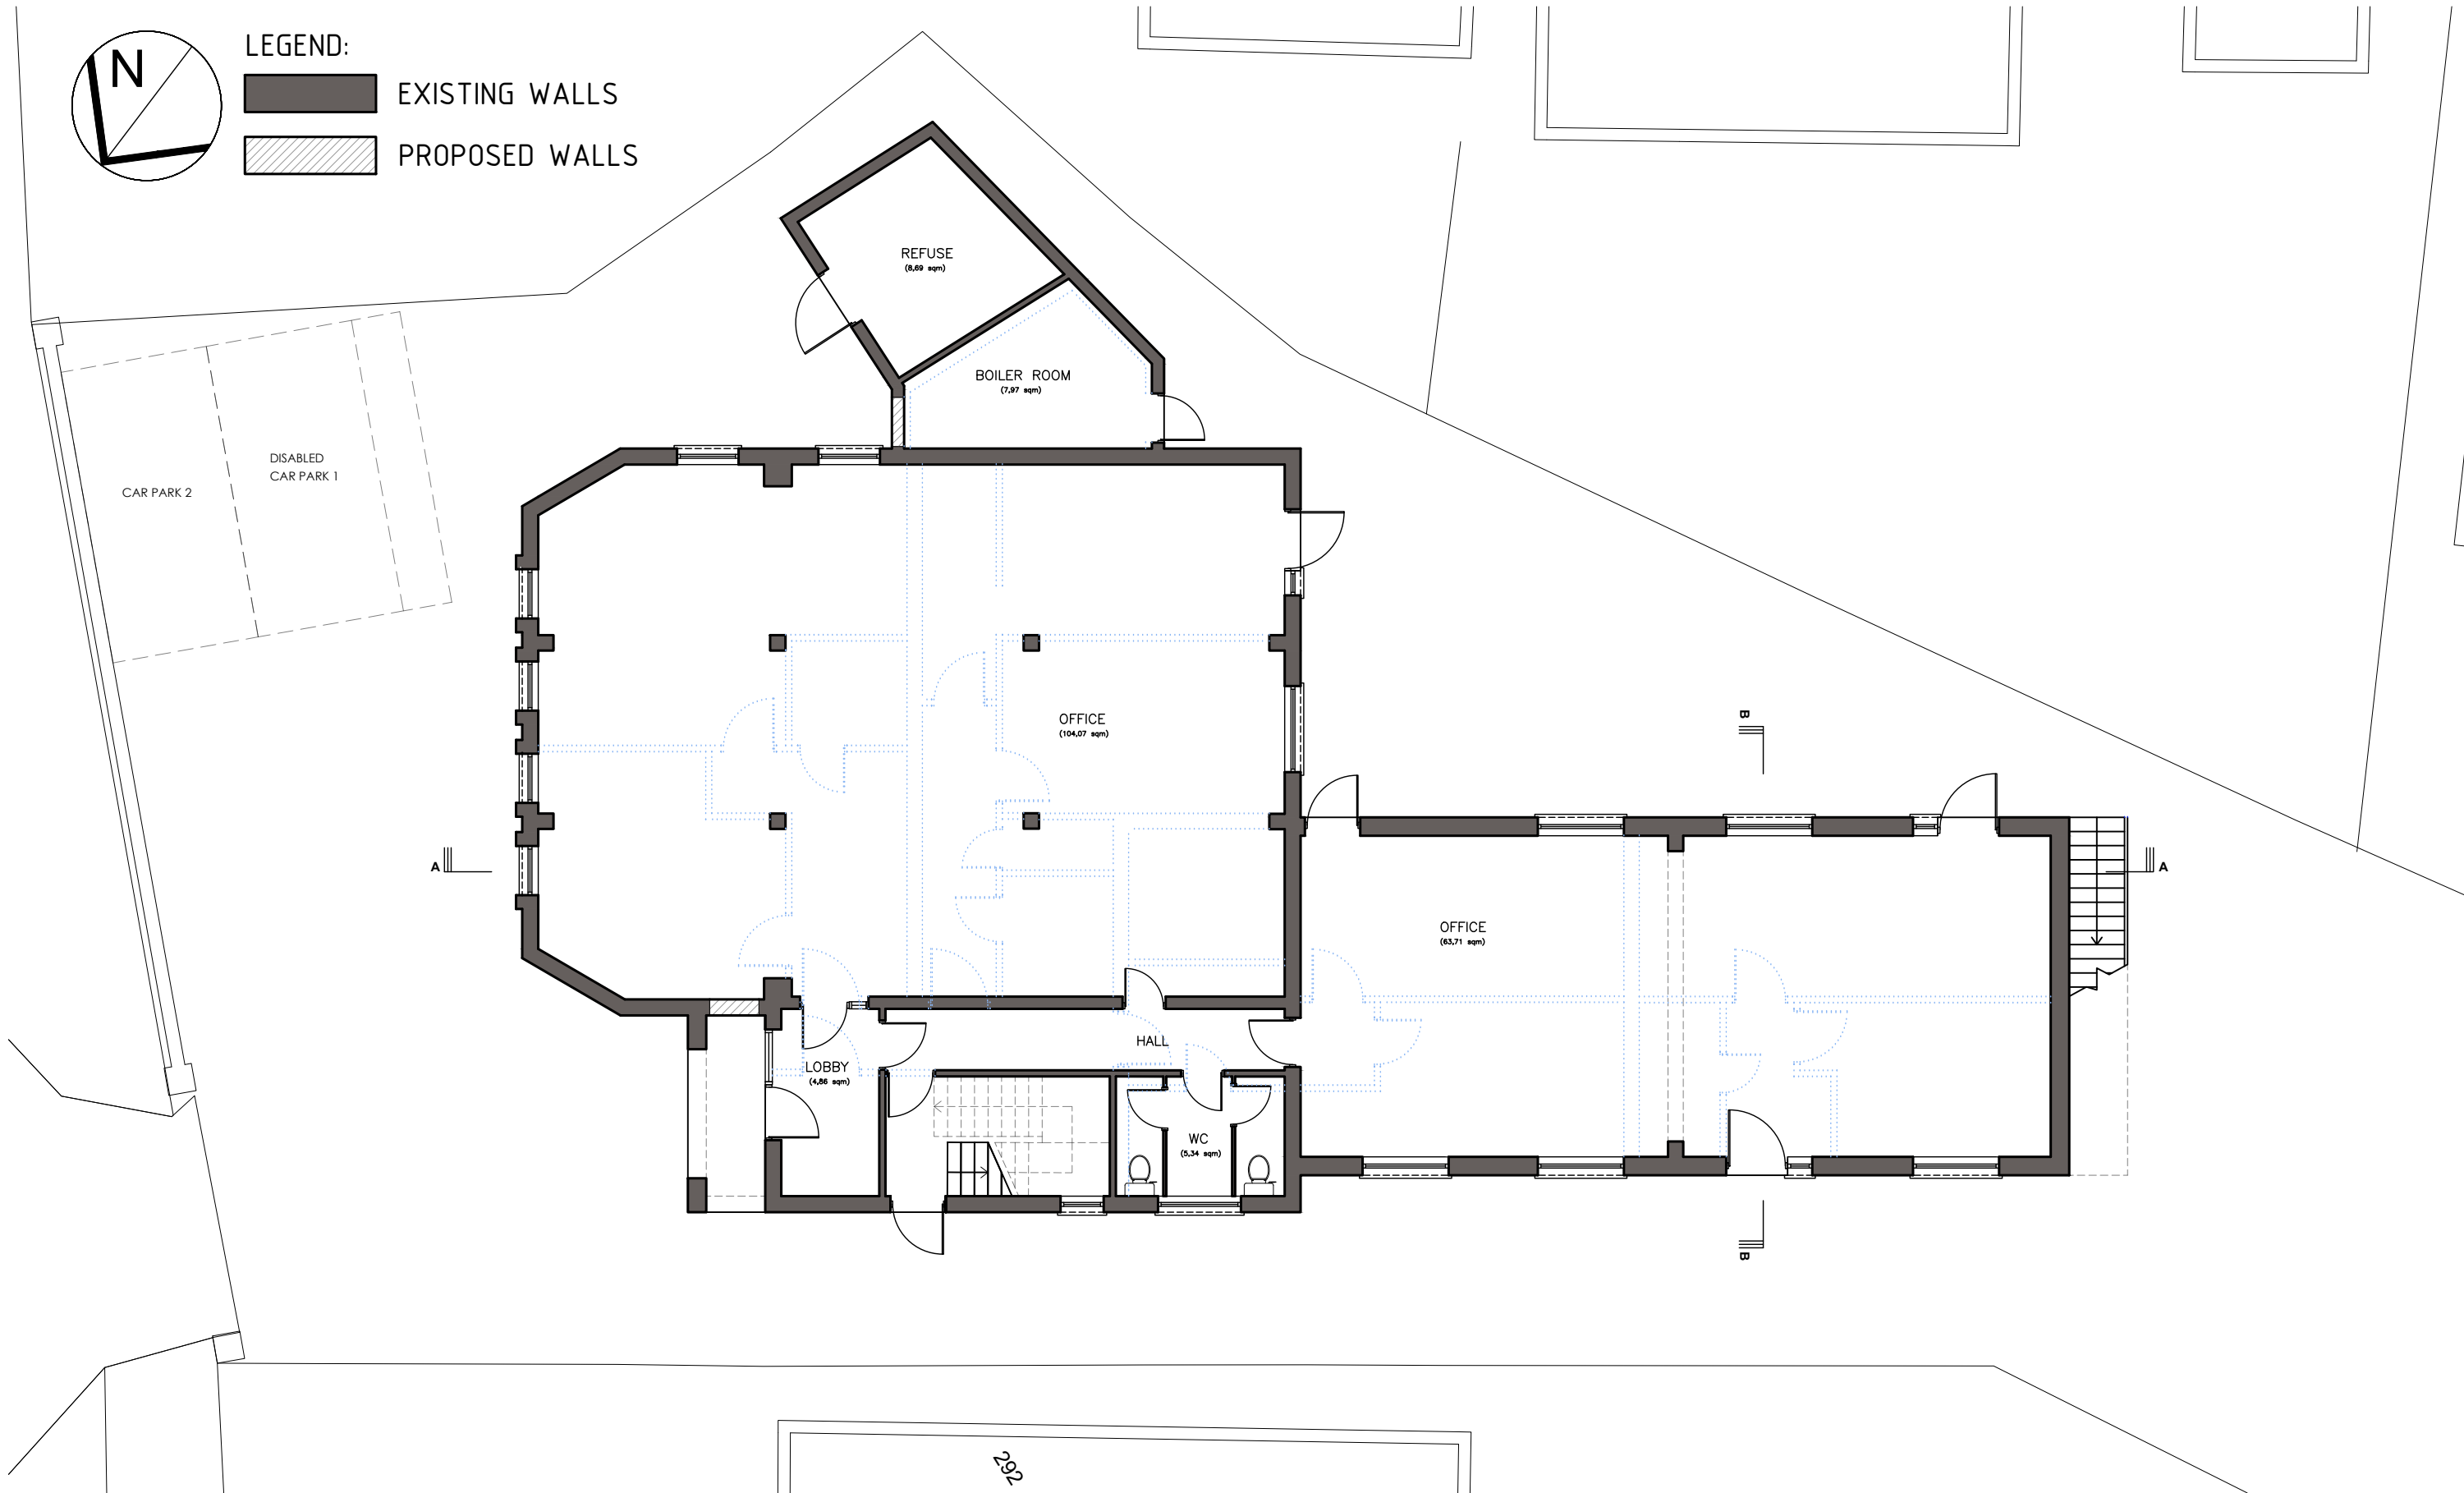 N
LEGEND:
EXISTING WALLS
PROPOSED WALLS
REFUSE
(8,69 sqm)
BOILER ROOM
(7,97 sqm)
DISABLED
CAR PARK 1
CAR PARK 2
OFFICE
(104,07 sqm)
B
A
A
OFFICE
(63,71 sqm)
HALL
LOBBY
(4,86 sqm)
WC
(5,34 sqm)
B
292